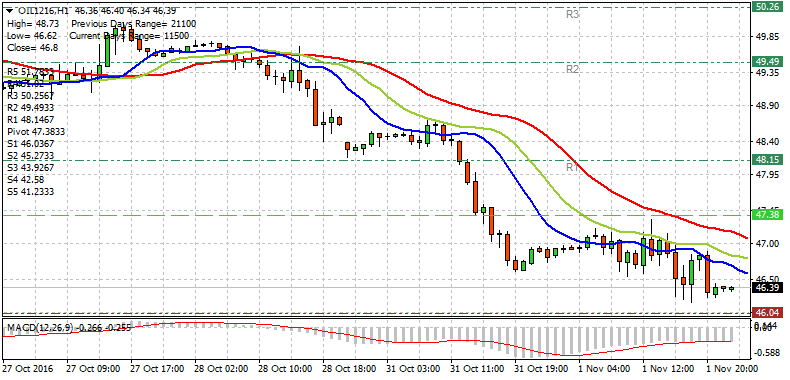 OIL1216,H1 46.36 46.40 46.34 46.39
High= 48.73 Previous Days Range= 21100
Low= 46.62 Current Days Range= 11500
Close= 46.8
R3 50.2567
R2 49.4933
R1 48.1467
Pivot 47.3833
S1 46.0367
S2 45.2733
S3 43.9267
S4 42.58
S5 41.2333
R3
R2
R1
50.26
49.85
49.49
49.35
48.90
48.40
48.15
47.95
47.38
47.00
46.50
46.39
46.04
MACD(12,26,9) -0.266 -0.255
-0.588
27 Oct 2016 27 Oct 09:00 27 Oct 17:00 28 Oct 02:00 28 Oct 10:00 28 Oct 18:00 31 Oct 03:00 31 Oct 11:00 31 Oct 19:00 1 Nov 04:00 1 Nov 12:00 1 Nov 20:00